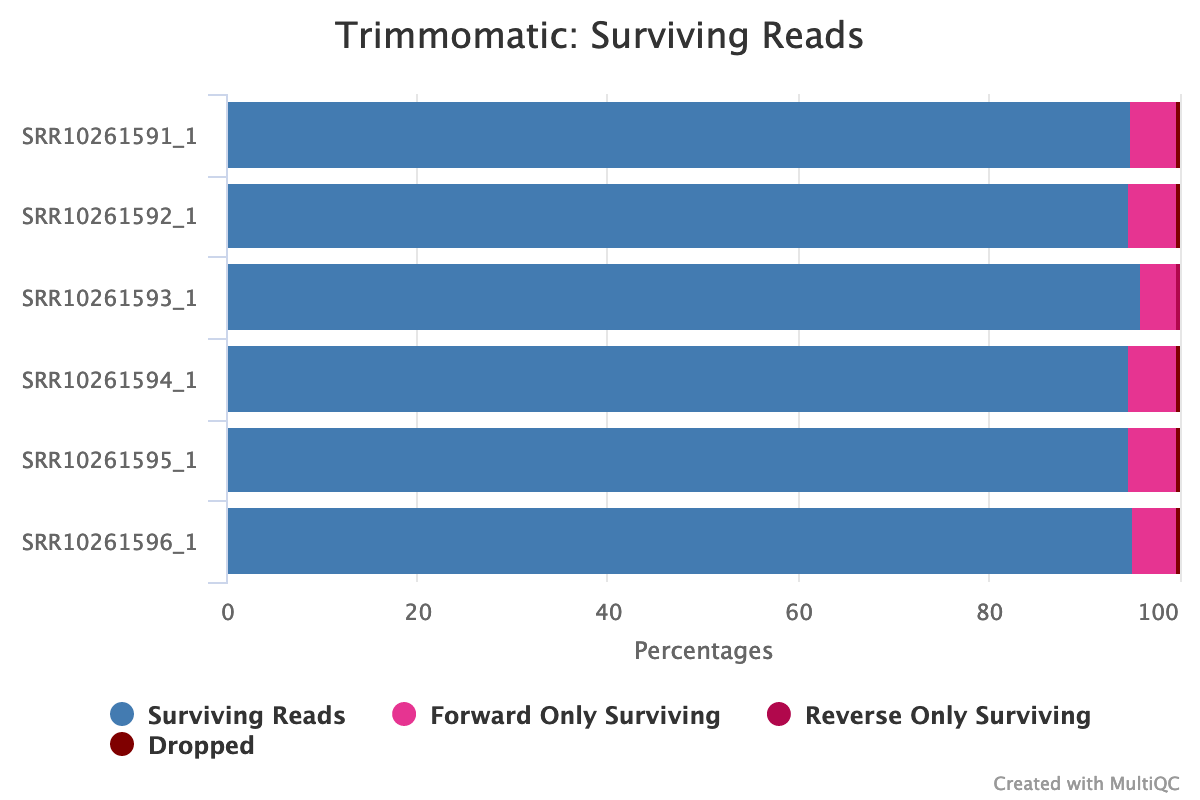 Trimmomatic: Surviving Reads
SRR10261591_1
SRR10261592_1
SRR10261593_1
SRR10261594_1
SRR10261595_1
SRR10261596_1
0 20 40 60 80 100
Percentages
Surviving Reads Forward Only Surviving Reverse Only Surviving
Dropped
Created with MultiQC